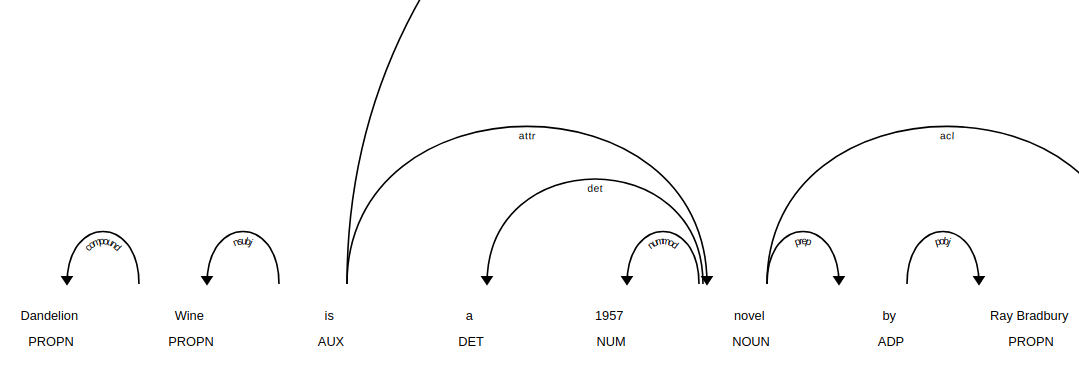 attr
acl
det
compound
nsubj
nummod
prep
pobj
Dandelion Wine is a 1957 novel by Ray Bradbury
PROPN PROPN AUX DET NUM NOUN ADP PROPN